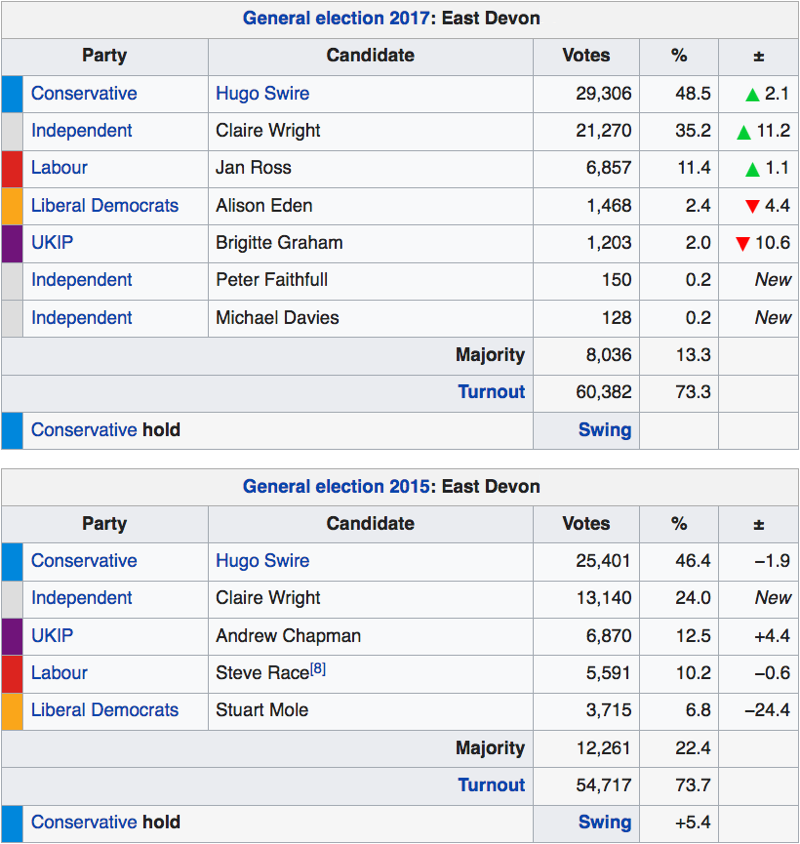 General election 2017: East Devon
Party Candidate Votes % ±
Conservative Hugo Swire 29,306 48.5 ▲ 2.1
Independent Claire Wright 21,270 35.2 ▲ 11.2
Labour Jan Ross 6,857 11.4 ▲ 1.1
Liberal Democrats Alison Eden 1,468 2.4 ▼ 4.4
UKIP Brigitte Graham 1,203 2.0 ▼ 10.6
Independent Peter Faithfull 150 0.2 New
Independent Michael Davies 128 0.2 New
Majority 8,036 13.3
Turnout 60,382 73.3
Conservative hold Swing
General election 2015: East Devon
Party Candidate Votes % ±
Conservative Hugo Swire 25,401 46.4 −1.9
Independent Claire Wright 13,140 24.0 New
UKIP Andrew Chapman 6,870 12.5 +4.4
Labour Steve Race[8] 5,591 10.2 −0.6
Liberal Democrats Stuart Mole 3,715 6.8 −24.4
Majority 12,261 22.4
Turnout 54,717 73.7
Conservative hold Swing +5.4